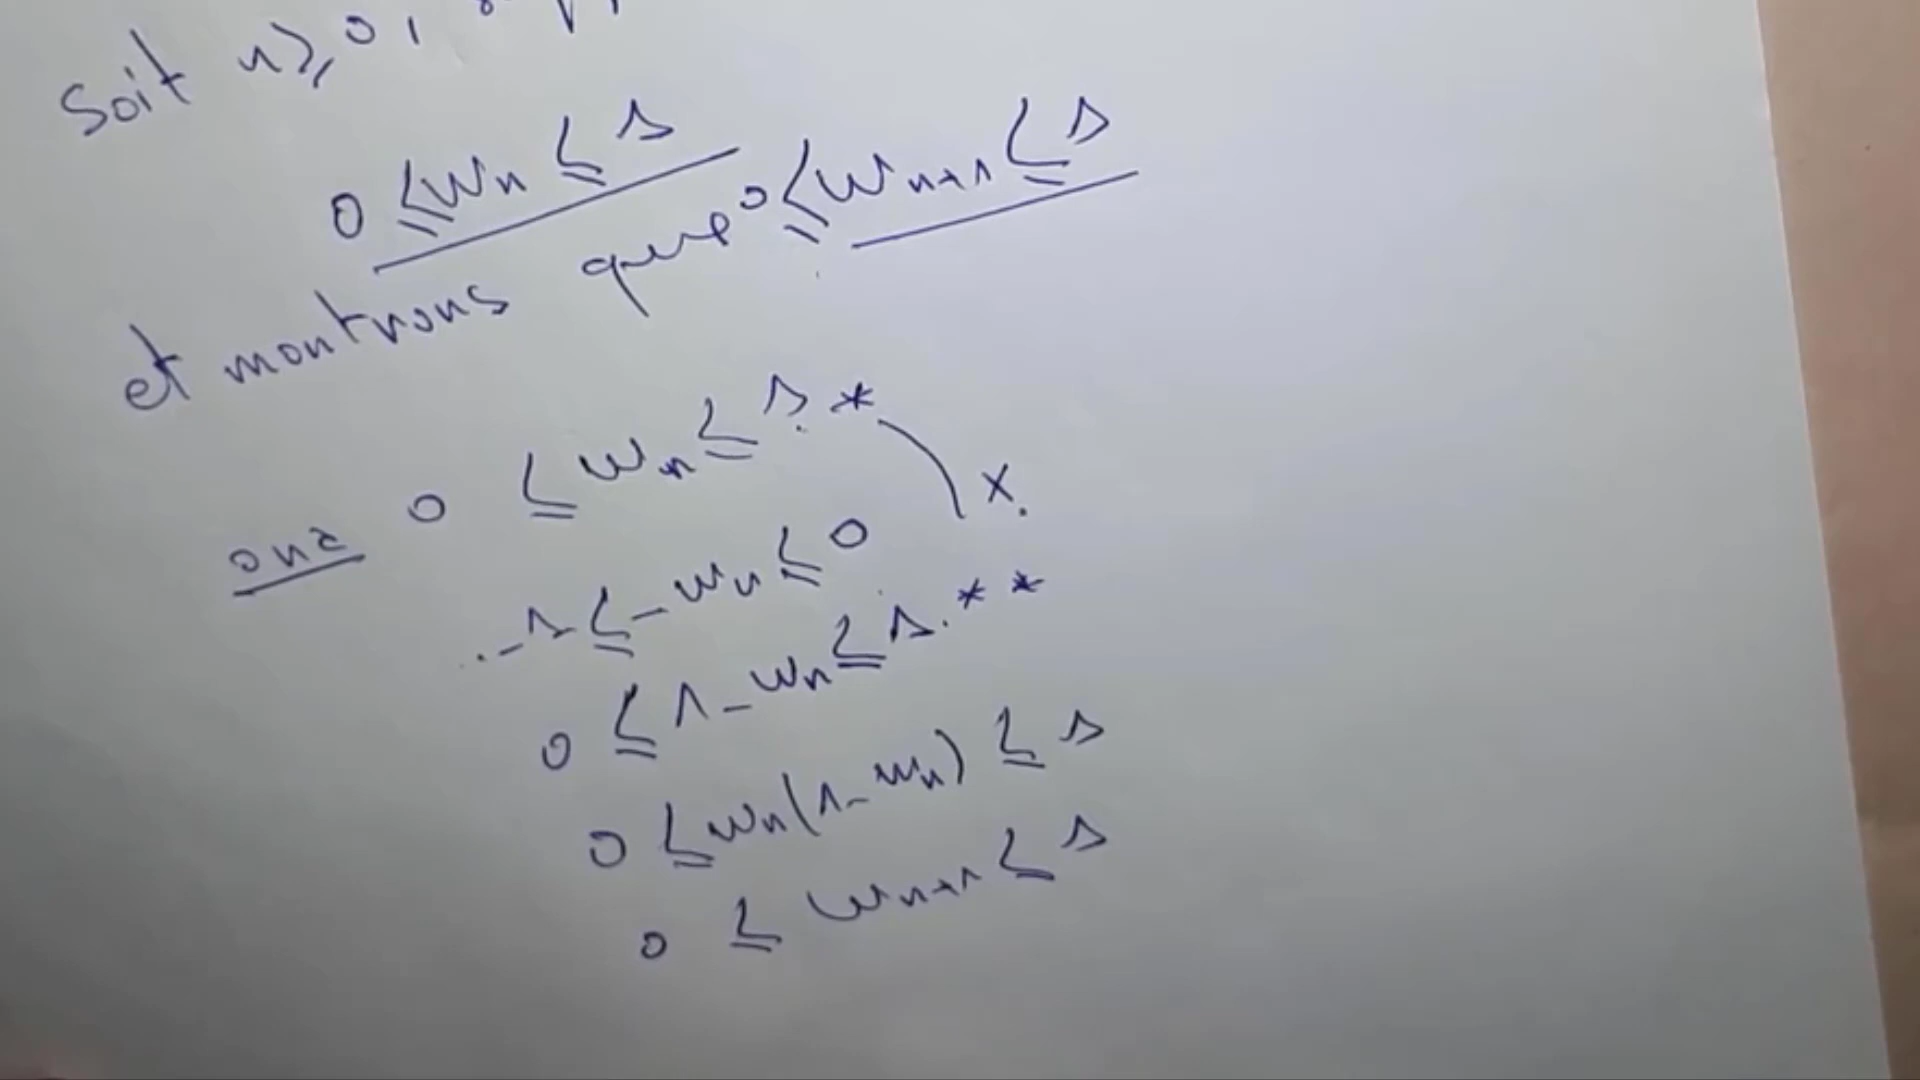 Soit n ≥ 0,
0 ≤ wn ≤ 1
et montrons que 0 ≤ wn+1 ≤ 1
on a 0 ≤ wn ≤ 1. *
x.
.-1 ≤ -wn ≤ 0
0 ≤ 1-wn ≤ 1. **
0 ≤ wn(1-wn) ≤ 1
0 ≤ wn+1 ≤ 1